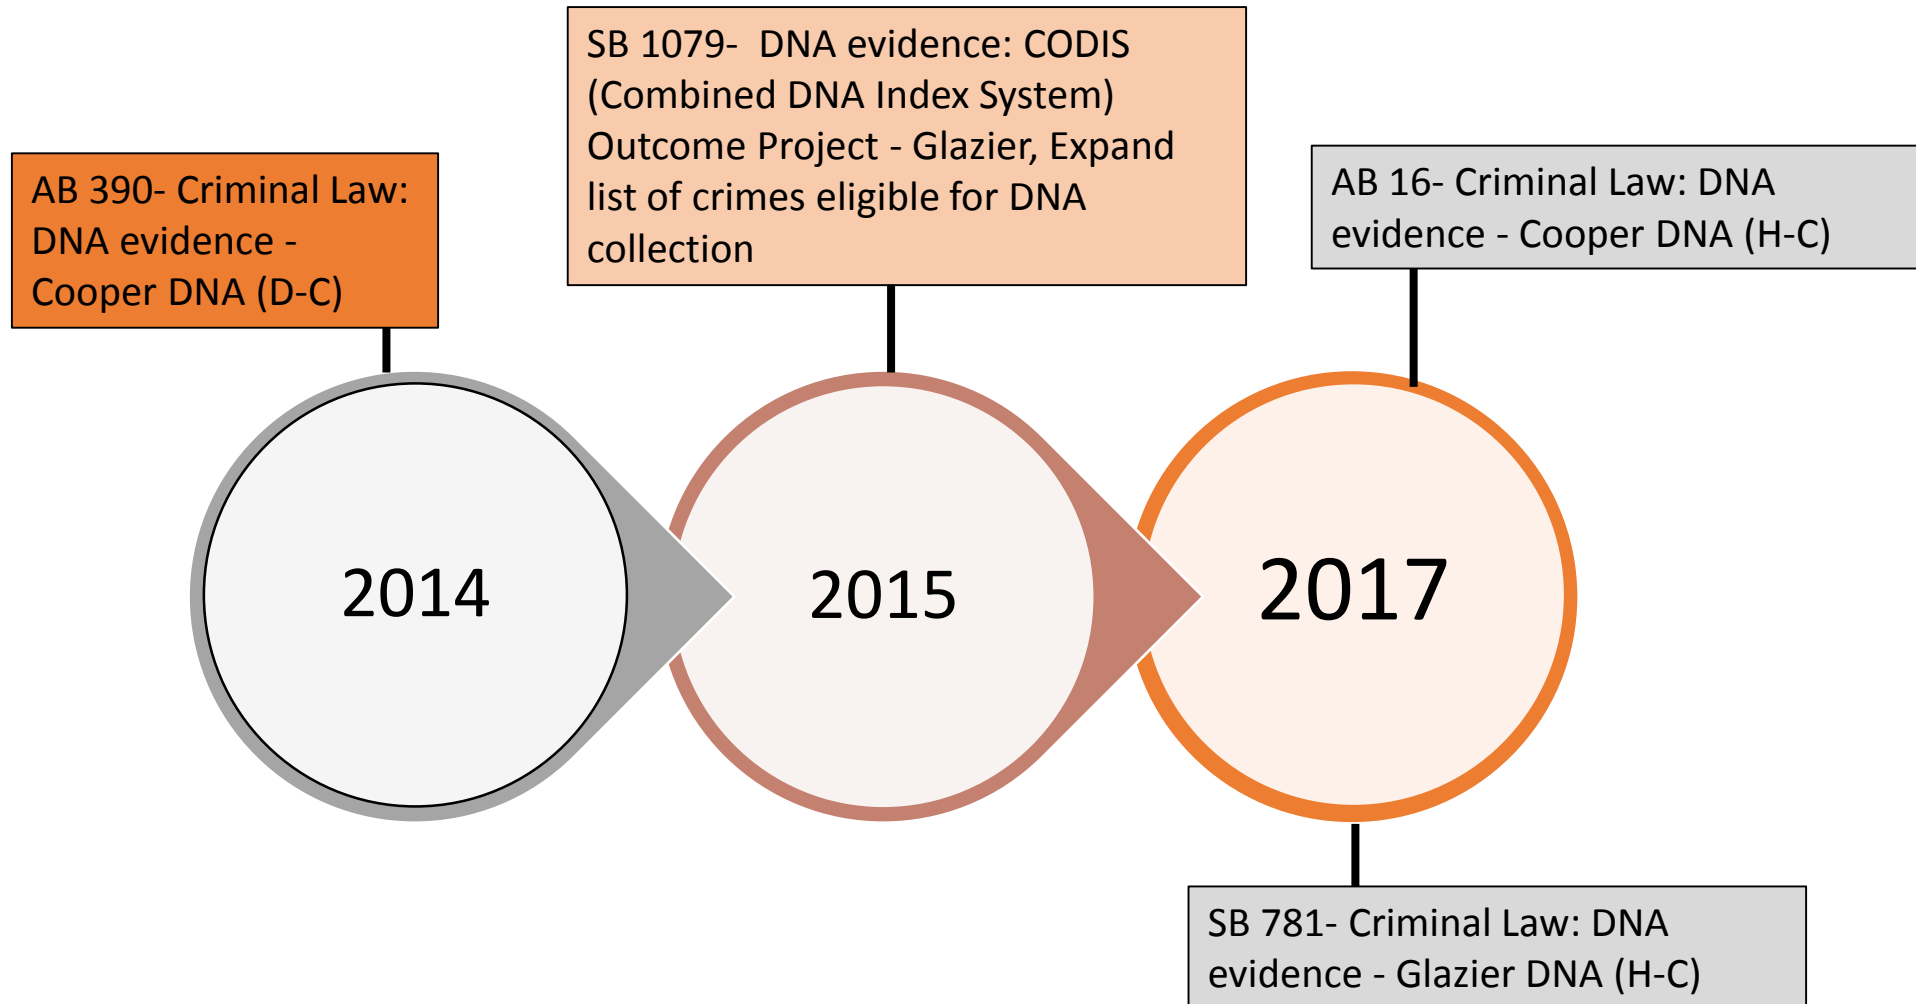 AB 390- Criminal Law:
DNA evidence -
Cooper DNA (D-C)
SB 1079-  DNA evidence: CODIS
(Combined DNA Index System)
Outcome Project - Glazier, Expand
list of crimes eligible for DNA
collection
AB 16- Criminal Law: DNA
evidence - Cooper DNA (H-C)
2014
2015
2017
SB 781- Criminal Law: DNA
evidence - Glazier DNA (H-C)